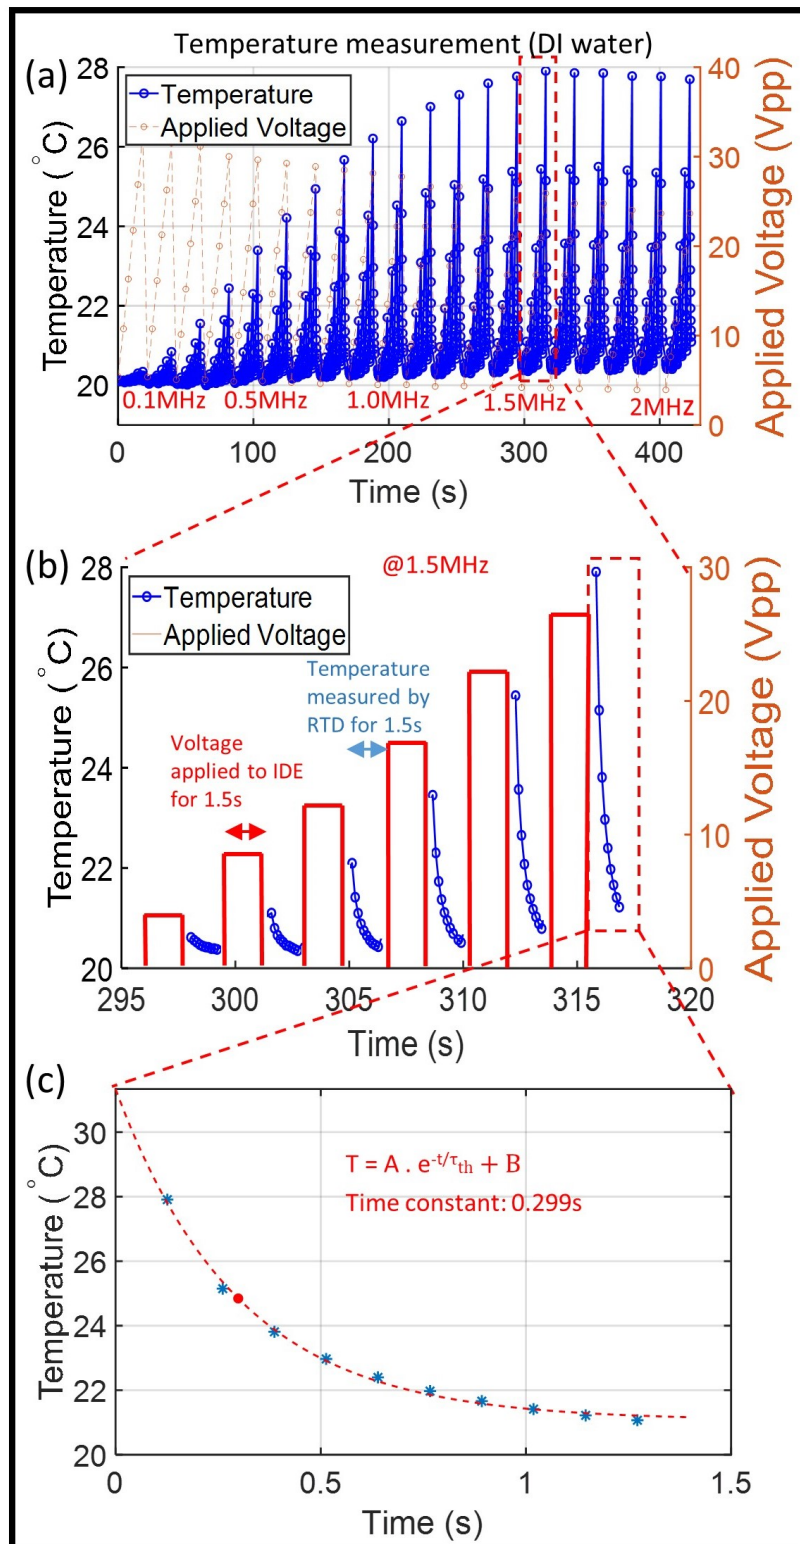 Temperature measurement (DI water)
(a)
28
26
24
22
20
Temperature (°C)
Temperature
Applied Voltage
40
30
20
10
0
Applied Voltage (Vpp)
0.1MHz 0.5MHz 1.0MHz 1.5MHz 2MHz
0 100 200 300 400
Time (s)
(b)
@1.5MHz
28
26
24
22
20
Temperature (°C)
Temperature
Applied Voltage
30
20
10
0
Applied Voltage (Vpp)
Temperature
measured by
RTD for 1.5s
Voltage
applied to IDE
for 1.5s
295 300 305 310 315 320
Time (s)
(c)
30
28
26
24
22
20
Temperature (°C)
T = A . e-t/τth + B
Time constant: 0.299s
0 0.5 1 1.5
Time (s)